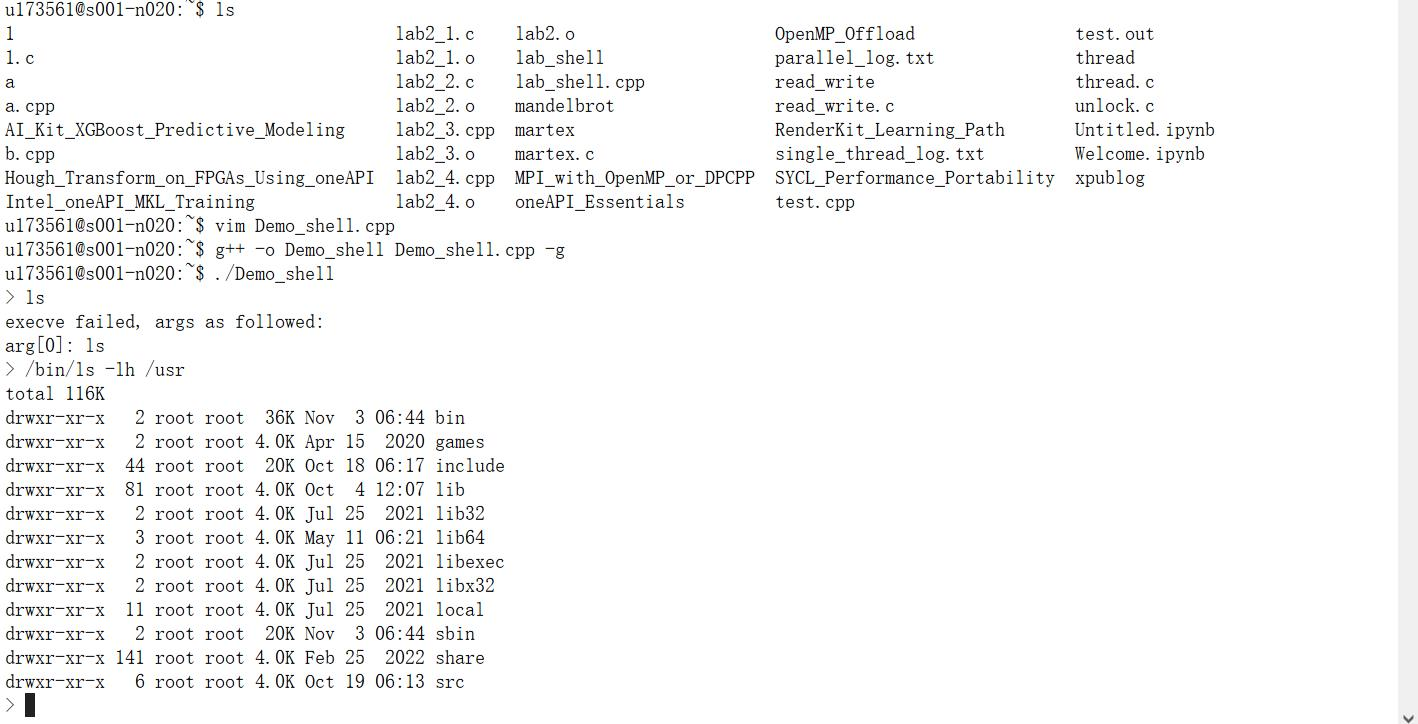 u173561@s001-n020:~$ ls
1                                    lab2_1.c    lab2.o                    OpenMP_Offload                test.out
1.c                                  lab2_1.o    lab_shell                 parallel_log.txt              thread
a                                    lab2_2.c    lab_shell.cpp             read_write                    thread.c
a.cpp                                lab2_2.o    mandelbrot                read_write.c                  unlock.c
AI_Kit_XGBoost_Predictive_Modeling   lab2_3.cpp  martex                    RenderKit_Learning_Path       Untitled.ipynb
b.cpp                                lab2_3.o    martex.c                  single_thread_log.txt         Welcome.ipynb
Hough_Transform_on_FPGAs_Using_oneAPI  lab2_4.cpp  MPI_with_OpenMP_or_DPCPP  SYCL_Performance_Portability  xpublog
Intel_oneAPI_MKL_Training            lab2_4.o    oneAPI_Essentials         test.cpp
u173561@s001-n020:~$ vim Demo_shell.cpp
u173561@s001-n020:~$ g++ -o Demo_shell Demo_shell.cpp -g
u173561@s001-n020:~$ ./Demo_shell
> ls
execve failed, args as followed:
arg[0]: ls
> /bin/ls -lh /usr
total 116K
drwxr-xr-x   2 root root  36K Nov  3 06:44 bin
drwxr-xr-x   2 root root 4.0K Apr 15  2020 games
drwxr-xr-x  44 root root  20K Oct 18 06:17 include
drwxr-xr-x  81 root root 4.0K Oct  4 12:07 lib
drwxr-xr-x   2 root root 4.0K Jul 25  2021 lib32
drwxr-xr-x   3 root root 4.0K May 11 06:21 lib64
drwxr-xr-x   2 root root 4.0K Jul 25  2021 libexec
drwxr-xr-x   2 root root 4.0K Jul 25  2021 libx32
drwxr-xr-x  11 root root 4.0K Jul 25  2021 local
drwxr-xr-x   2 root root  20K Nov  3 06:44 sbin
drwxr-xr-x 141 root root 4.0K Feb 25  2022 share
drwxr-xr-x   6 root root 4.0K Oct 19 06:13 src
>